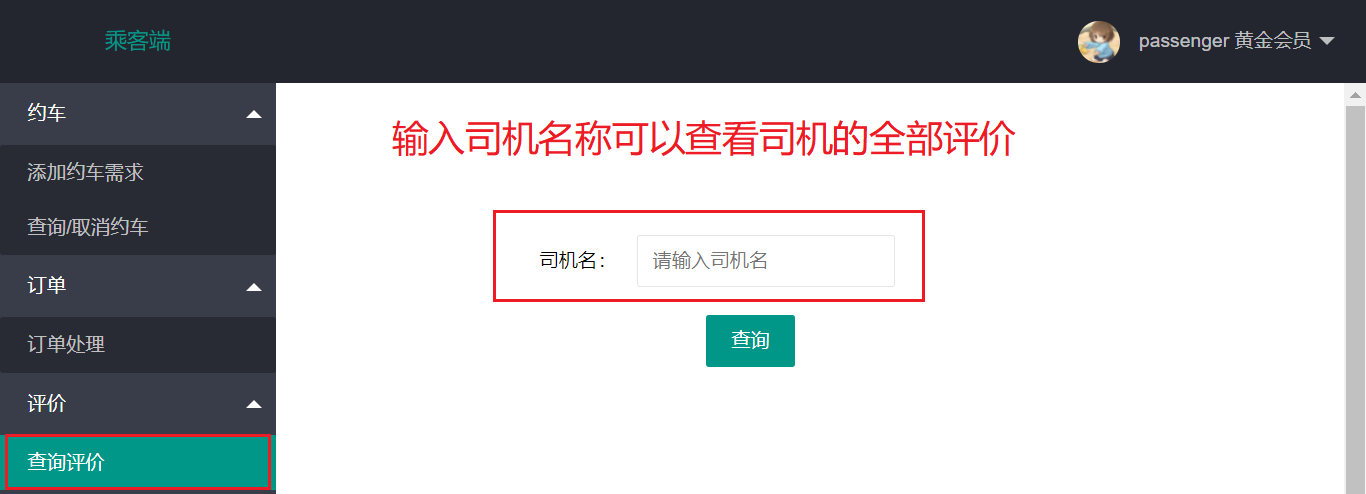 乘客端
passenger 黄金会员
约车
添加约车需求
查询/取消约车
订单
订单处理
评价
查询评价
输入司机名称可以查看司机的全部评价
司机名：
请输入司机名
查询